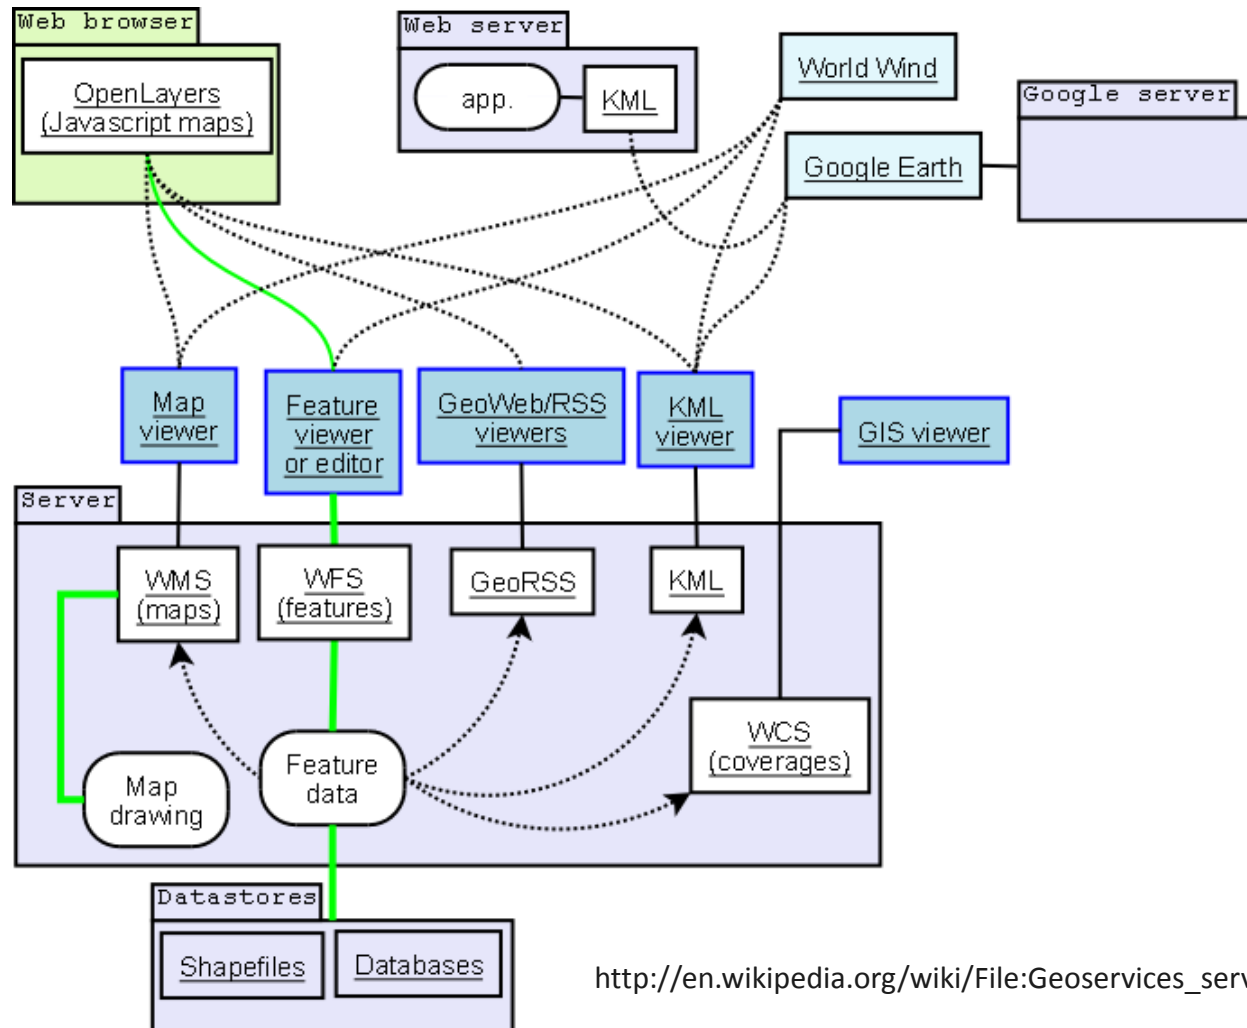 Web browser
OpenLayers
(Javascript maps)
Web server
app.
KML
World Wind
Google Earth
Google server
Map
viewer
Feature
viewer
or editor
GeoWeb/RSS
viewers
KML
viewer
GIS viewer
Server
WMS
(maps)
WFS
(features)
GeoRSS
KML
WCS
(coverages)
Map
drawing
Feature
data
Datastores
Shapefiles
Databases
http://en.wikipedia.org/wiki/File:Geoservices_serv